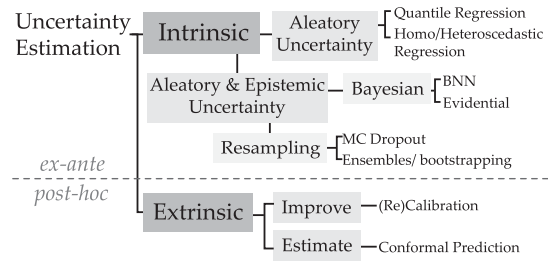 Uncertainty
Estimation
Intrinsic
Aleatory
Uncertainty
Quantile Regression
Homo/Heteroscedastic
Regression
Aleatory & Epistemic
Uncertainty
Bayesian
BNN
Evidential
Resampling
MC Dropout
Ensembles/ bootstrapping
ex-ante
post-hoc
Extrinsic
Improve
(Re)Calibration
Estimate
Conformal Prediction